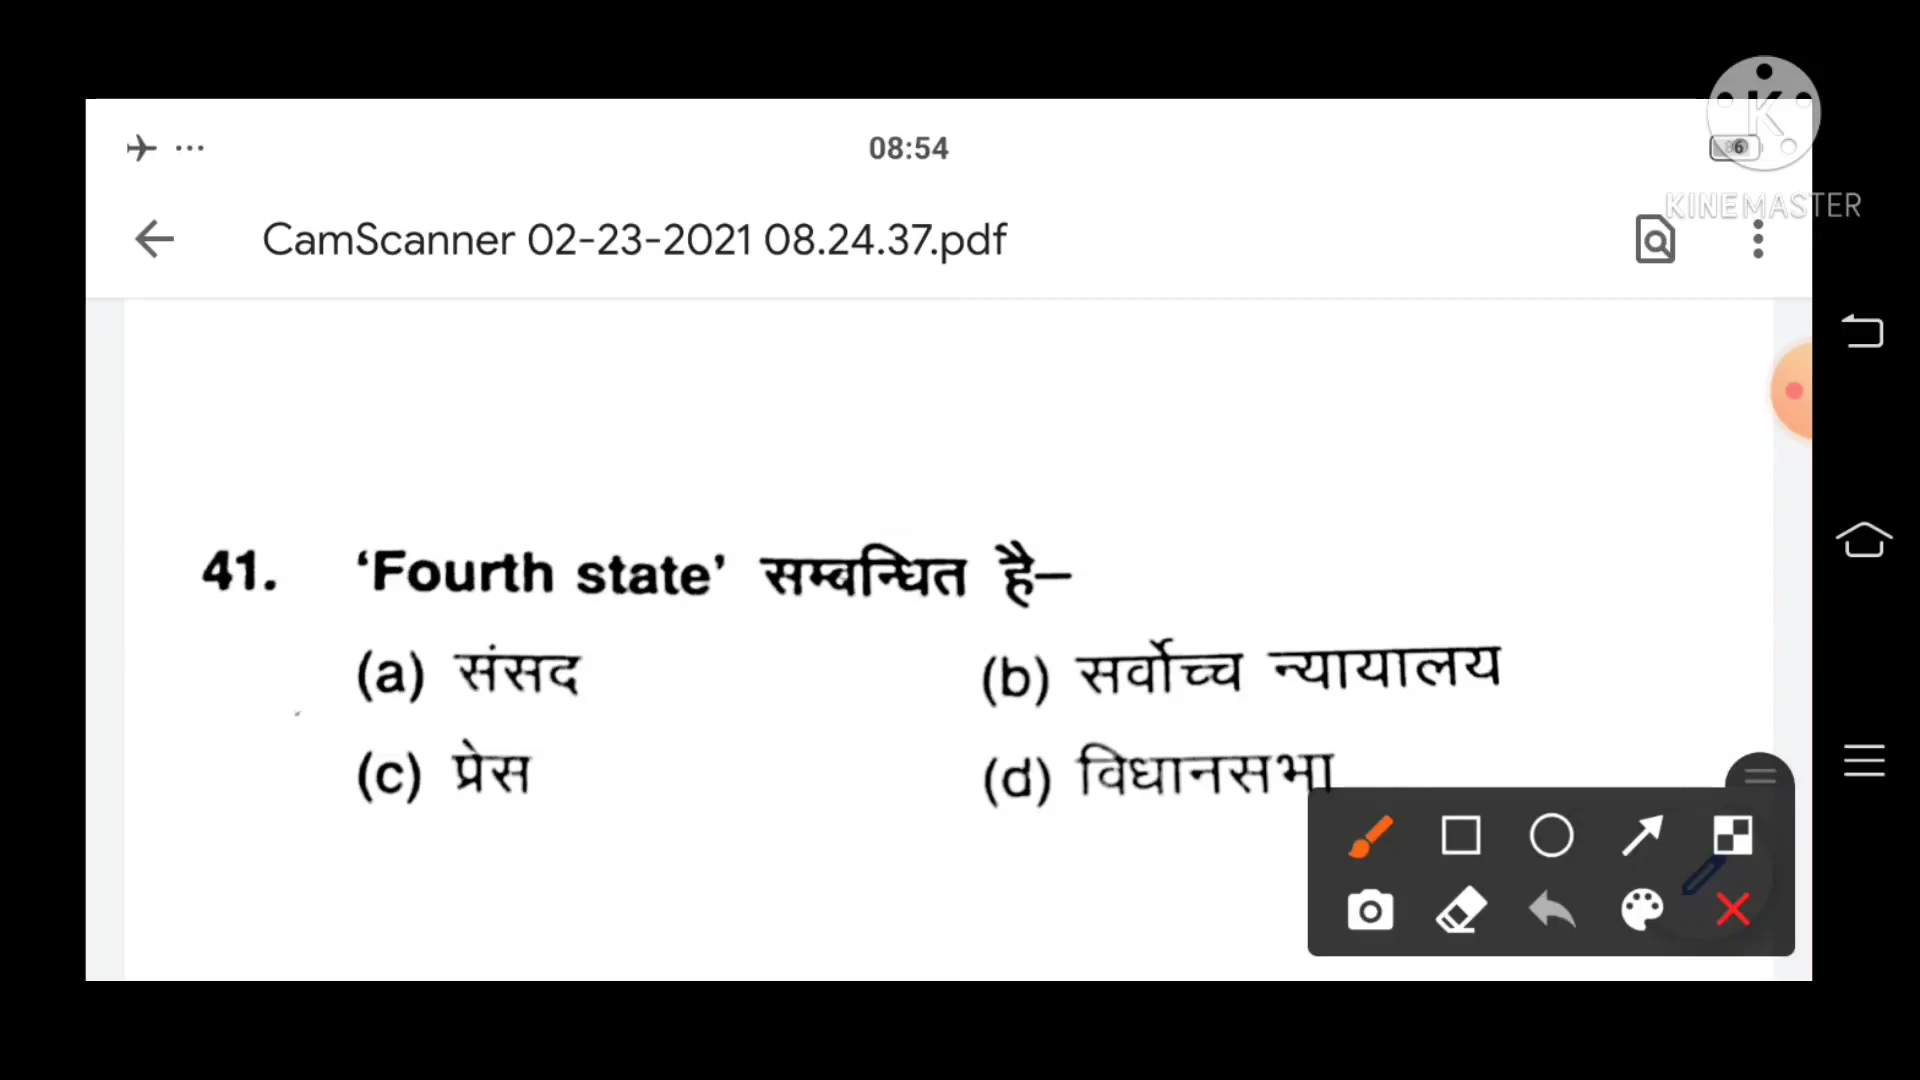 08:54
KINEMASTER
CamScanner 02-23-2021 08.24.37.pdf
41. ‘Fourth state’ सम्बन्धित है–
(a) संसद (b) सर्वोच्च न्यायालय
(c) प्रेस (d) विधानसभा